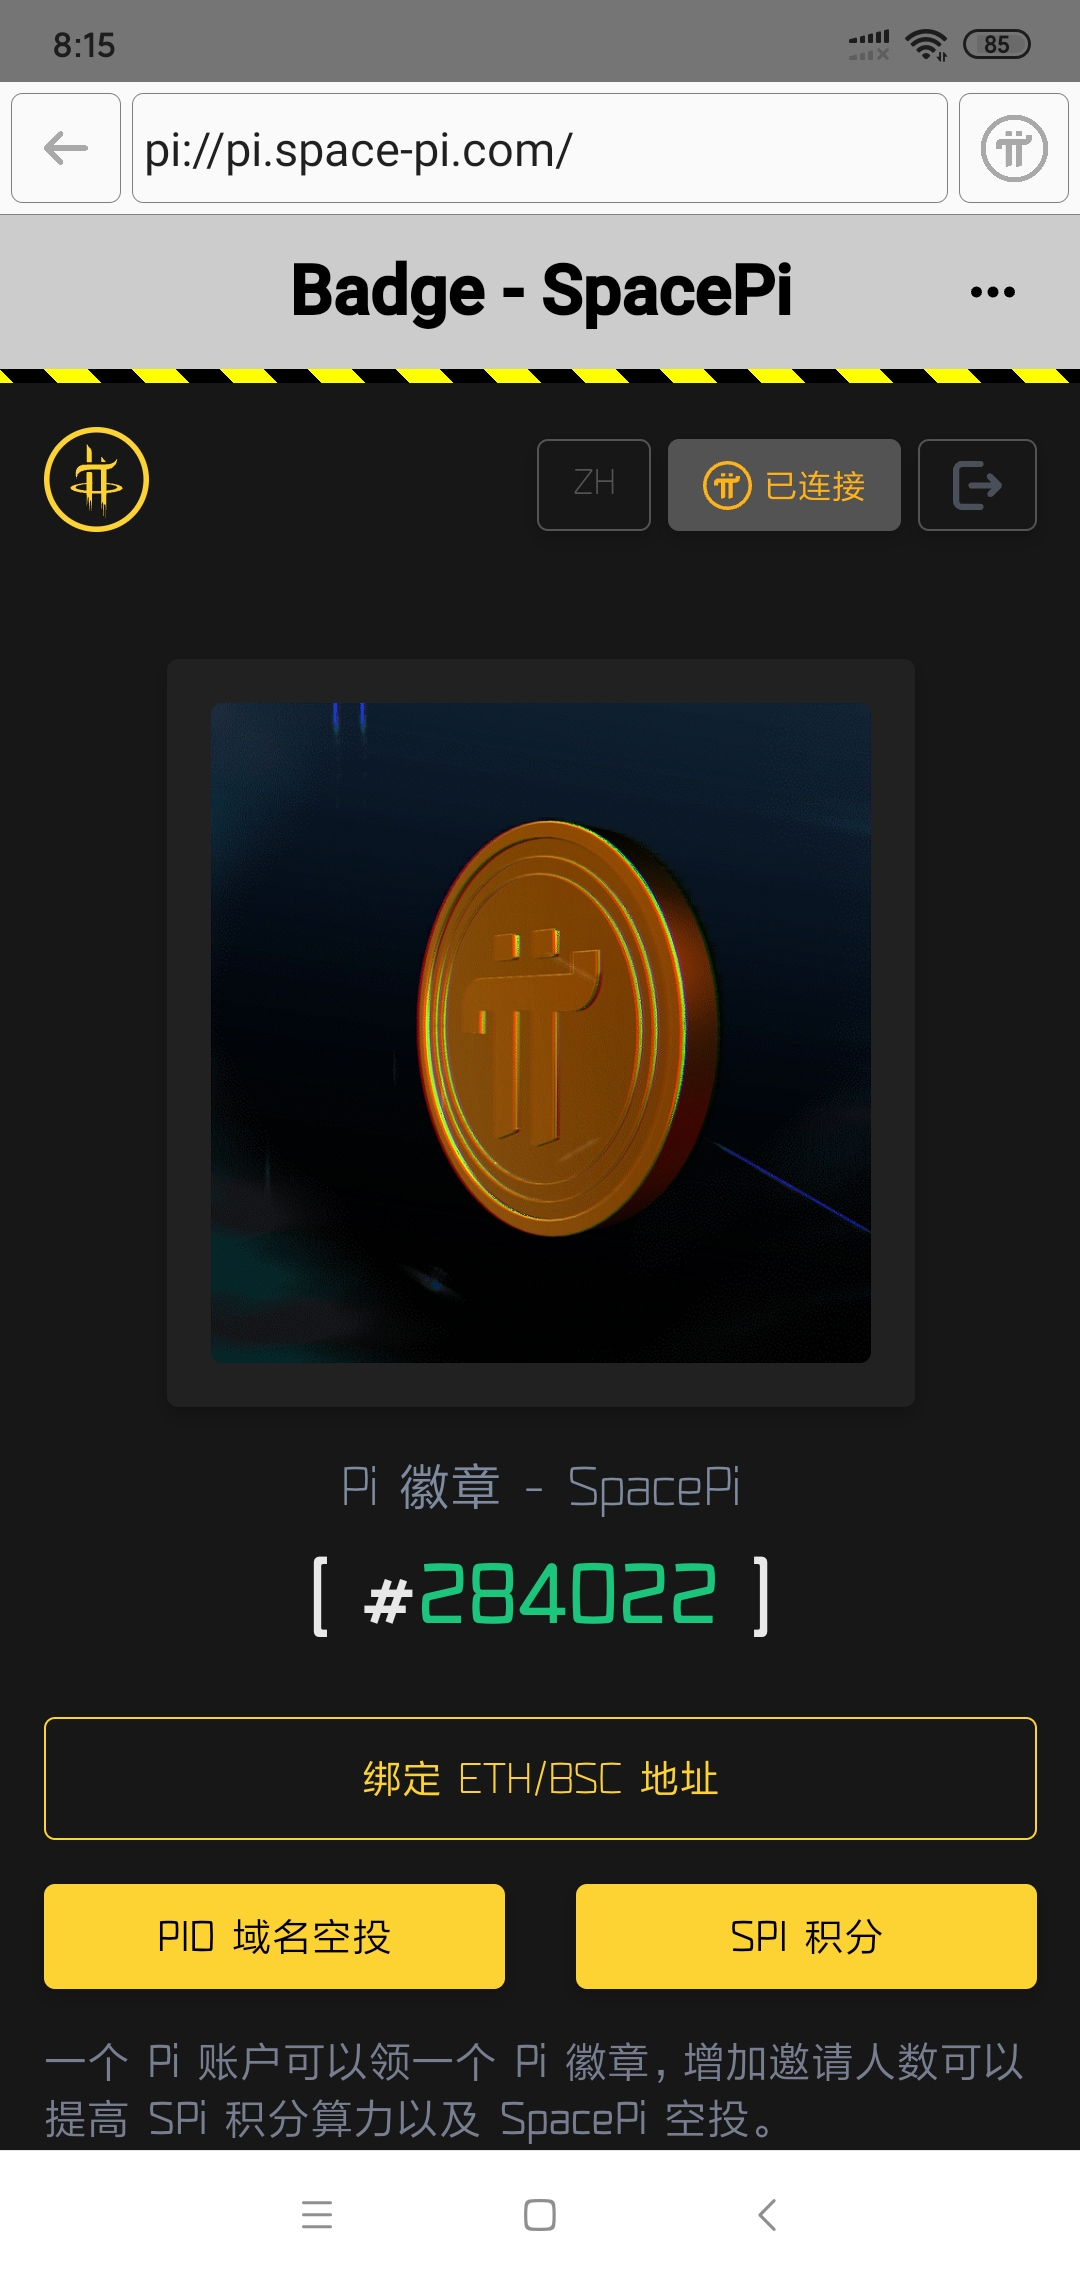 8:15
85
pi://pi.space-pi.com/
Badge - SpacePi
ZH
已连接
Pi 徽章 - SpacePi
[ #284022 ]
绑定 ETH/BSC 地址
PIO 域名空投
SPI 积分
一个 Pi 账户可以领一个 Pi 徽章，增加邀请人数可以
提高 SPi 积分算力以及 SpacePi 空投。